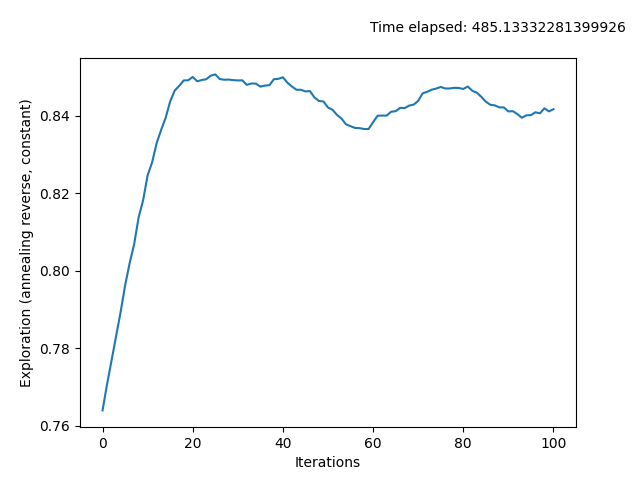 Time elapsed: 485.13332281399926
0.84
0.82
0.80
0.78
0.76
Exploration (annealing reverse, constant)
0 20 40 60 80 100
Iterations